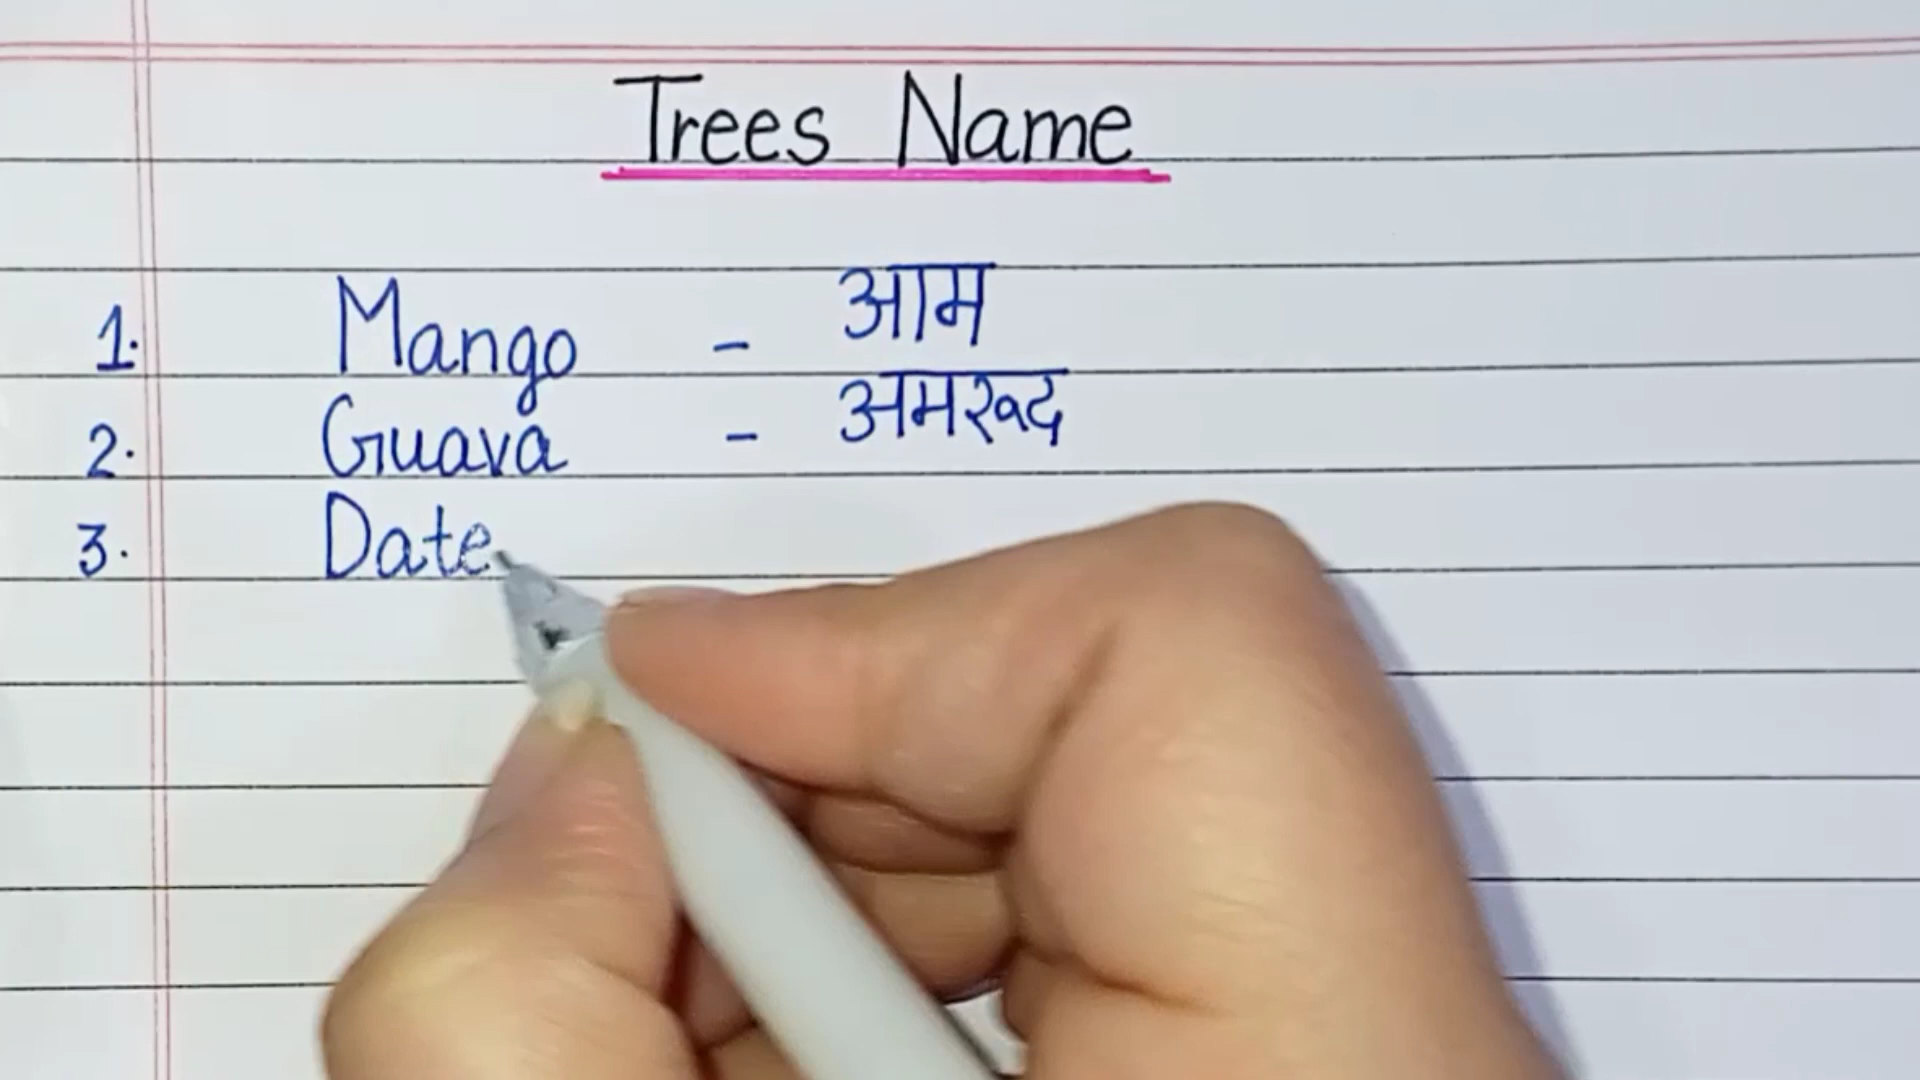 Trees Name
1. Mango - आम
2. Guava - अमरूद
3. Date